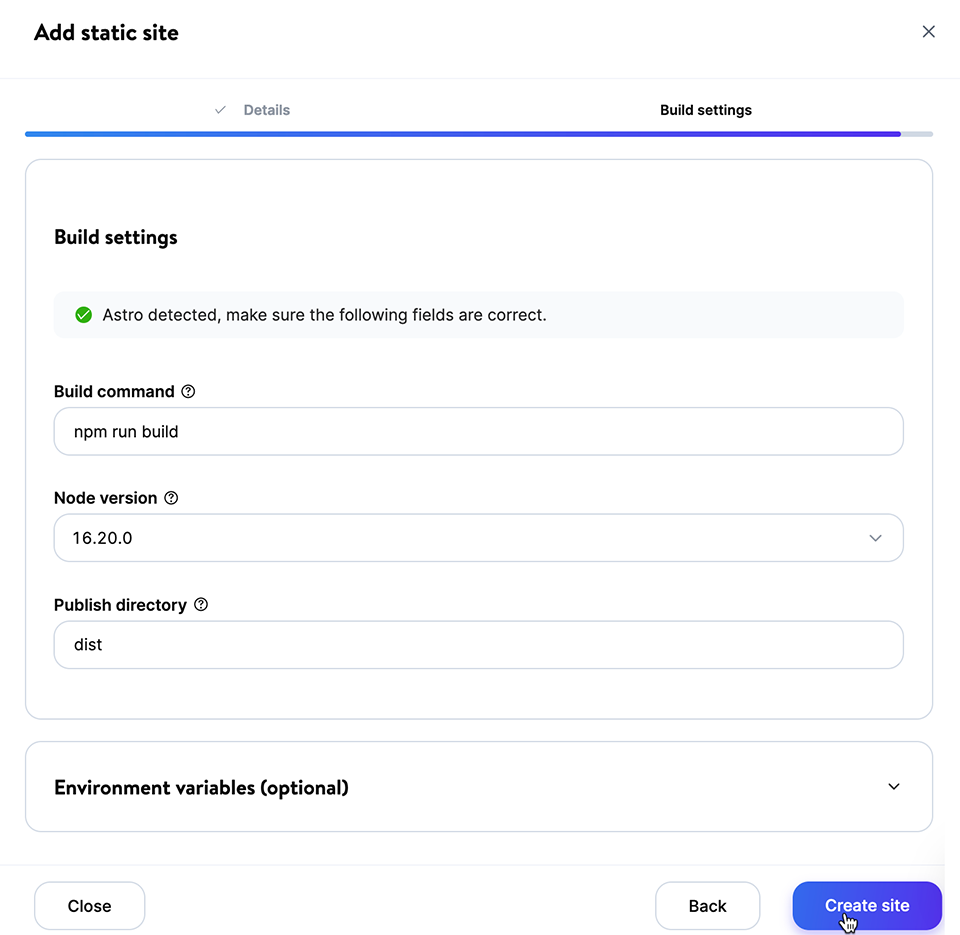 Add static site
Details
Build settings
Build settings
Astro detected, make sure the following fields are correct.
Build command
npm run build
Node version
16.20.0
Publish directory
dist
Environment variables (optional)
Close
Back
Create site